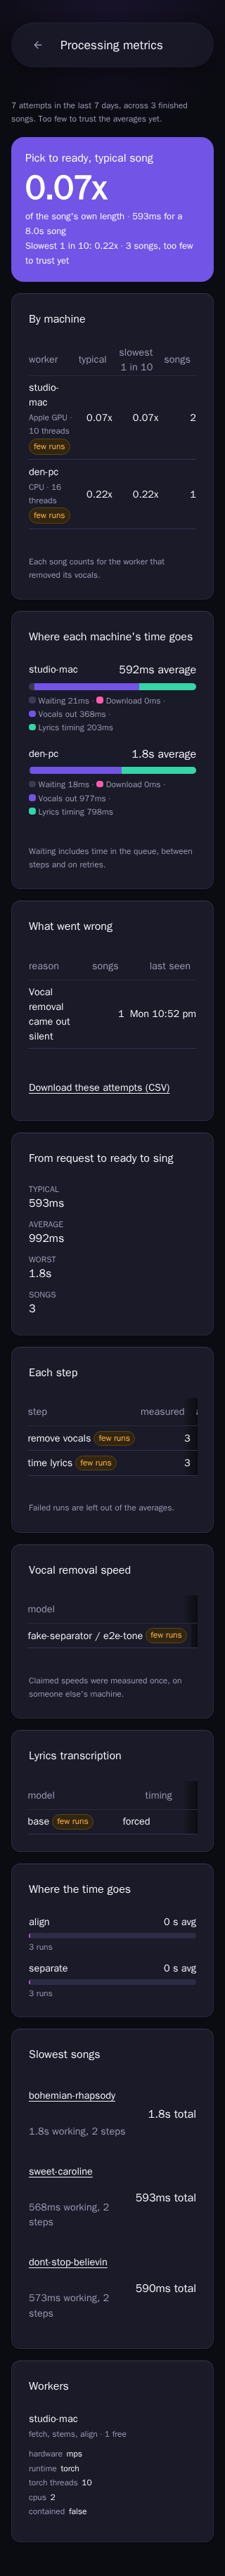 Processing metrics
7 attempts in the last 7 days, across 3 finished
songs. Too few to trust the averages yet.
Pick to ready, typical song
0.07x
of the song's own length · 593ms for a
8.0s song
Slowest 1 in 10: 0.22x · 3 songs, too few
to trust yet
By machine
worker typical slowest 1 in 10 songs
studio-
mac
Apple GPU ·
10 threads
few runs
0.07x 0.07x 2
den-pc
CPU · 16
threads
few runs
0.22x 0.22x 1
Each song counts for the worker that
removed its vocals.
Where each machine's time goes
studio-mac 592ms average
Waiting 21ms · Download 0ms ·
Vocals out 368ms ·
Lyrics timing 203ms
den-pc 1.8s average
Waiting 18ms · Download 0ms ·
Vocals out 977ms ·
Lyrics timing 798ms
Waiting includes time in the queue, between
steps and on retries.
What went wrong
reason songs last seen
Vocal
removal
came out
silent
1 Mon 10:52 pm
Download these attempts (CSV)
From request to ready to sing
TYPICAL
593ms
AVERAGE
992ms
WORST
1.8s
SONGS
3
Each step
step measured
remove vocals few runs 3
time lyrics few runs 3
Failed runs are left out of the averages.
Vocal removal speed
model
fake-separator / e2e-tone few runs
Claimed speeds were measured once, on
someone else's machine.
Lyrics transcription
model timing
base few runs forced
Where the time goes
align 0 s avg
3 runs
separate 0 s avg
3 runs
Slowest songs
bohemian-rhapsody
1.8s total
1.8s working, 2 steps
sweet-caroline
593ms total
568ms working, 2
steps
dont-stop-believin
590ms total
573ms working, 2
steps
Workers
studio-mac
fetch, stems, align · 1 free
hardware mps
runtime torch
torch threads 10
cpus 2
contained false